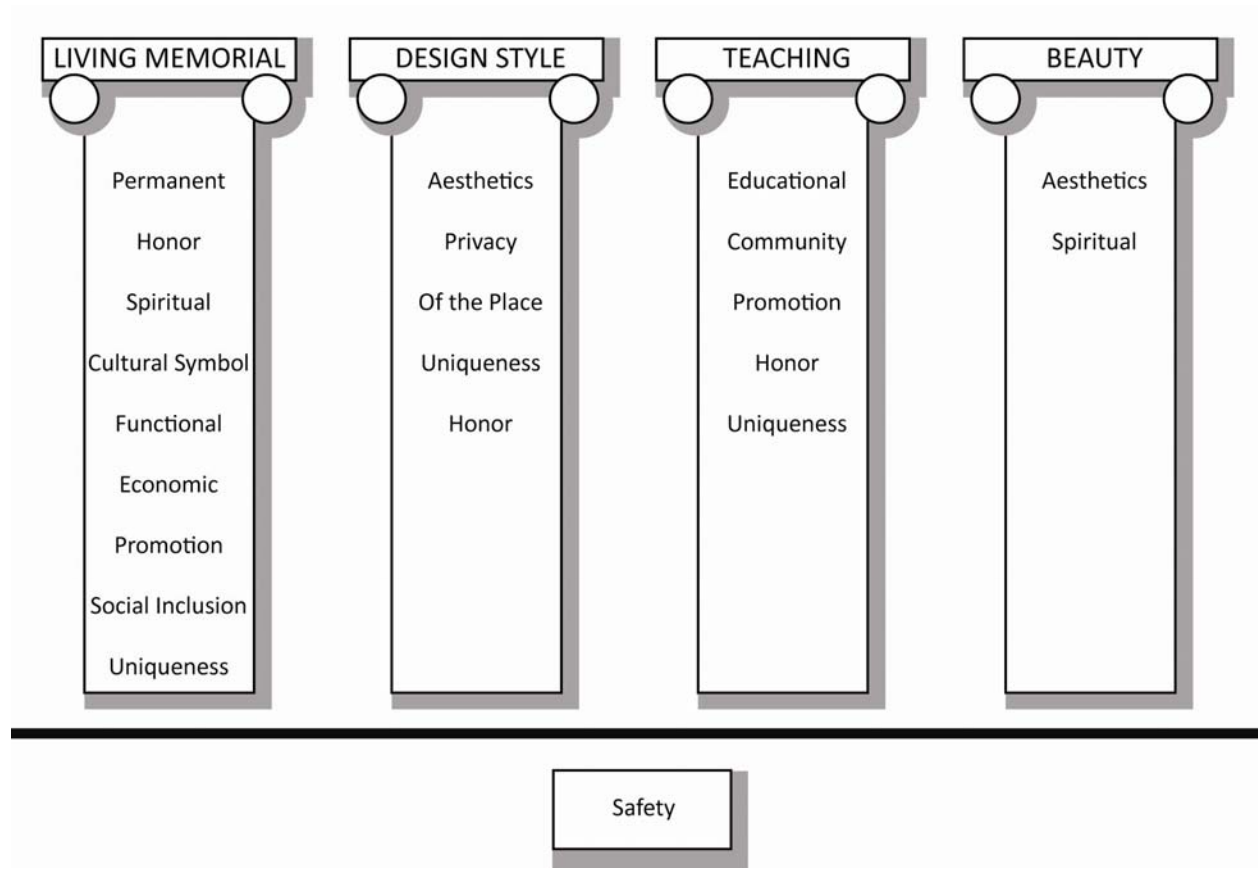 LIVING MEMORIAL
Permanent
Honor
Spiritual
Cultural Symbol
Functional
Economic
Promotion
Social Inclusion
Uniqueness
DESIGN STYLE
Aesthetics
Privacy
Of the Place
Uniqueness
Honor
TEACHING
Educational
Community
Promotion
Honor
Uniqueness
BEAUTY
Aesthetics
Spiritual
Safety